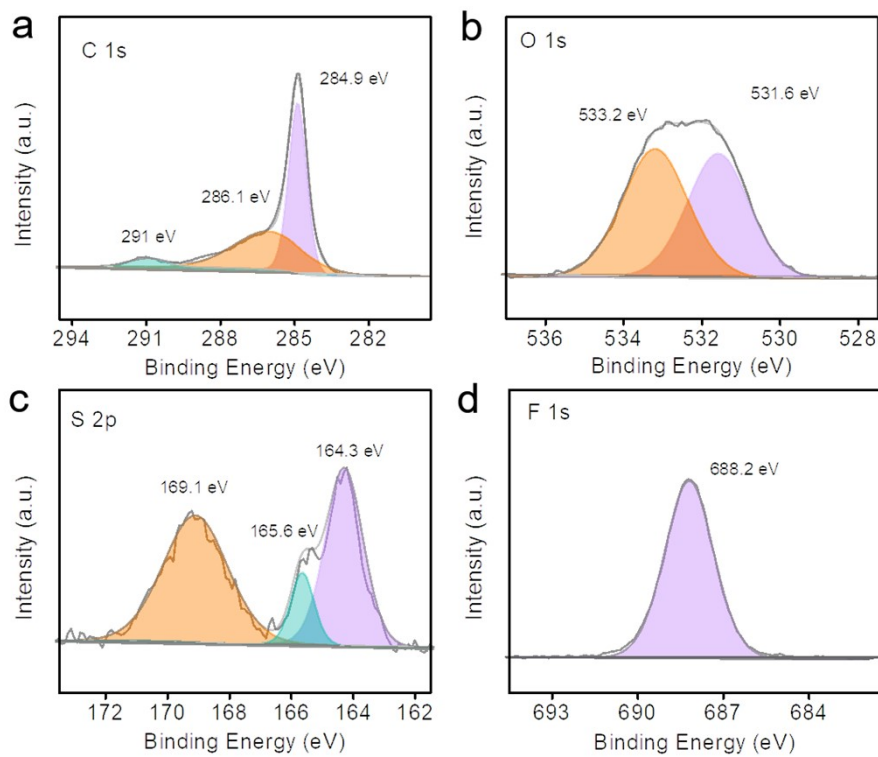 a
C 1s
284.9 eV
286.1 eV
291 eV
Intensity (a.u.)
294 291 288 285 282
Binding Energy (eV)
b
O 1s
533.2 eV
531.6 eV
Intensity (a.u.)
536 534 532 530 528
Binding Energy (eV)
c
S 2p
164.3 eV
169.1 eV
165.6 eV
Intensity (a.u.)
172 170 168 166 164 162
Binding Energy (eV)
d
F 1s
688.2 eV
Intensity (a.u.)
693 690 687 684
Binding Energy (eV)